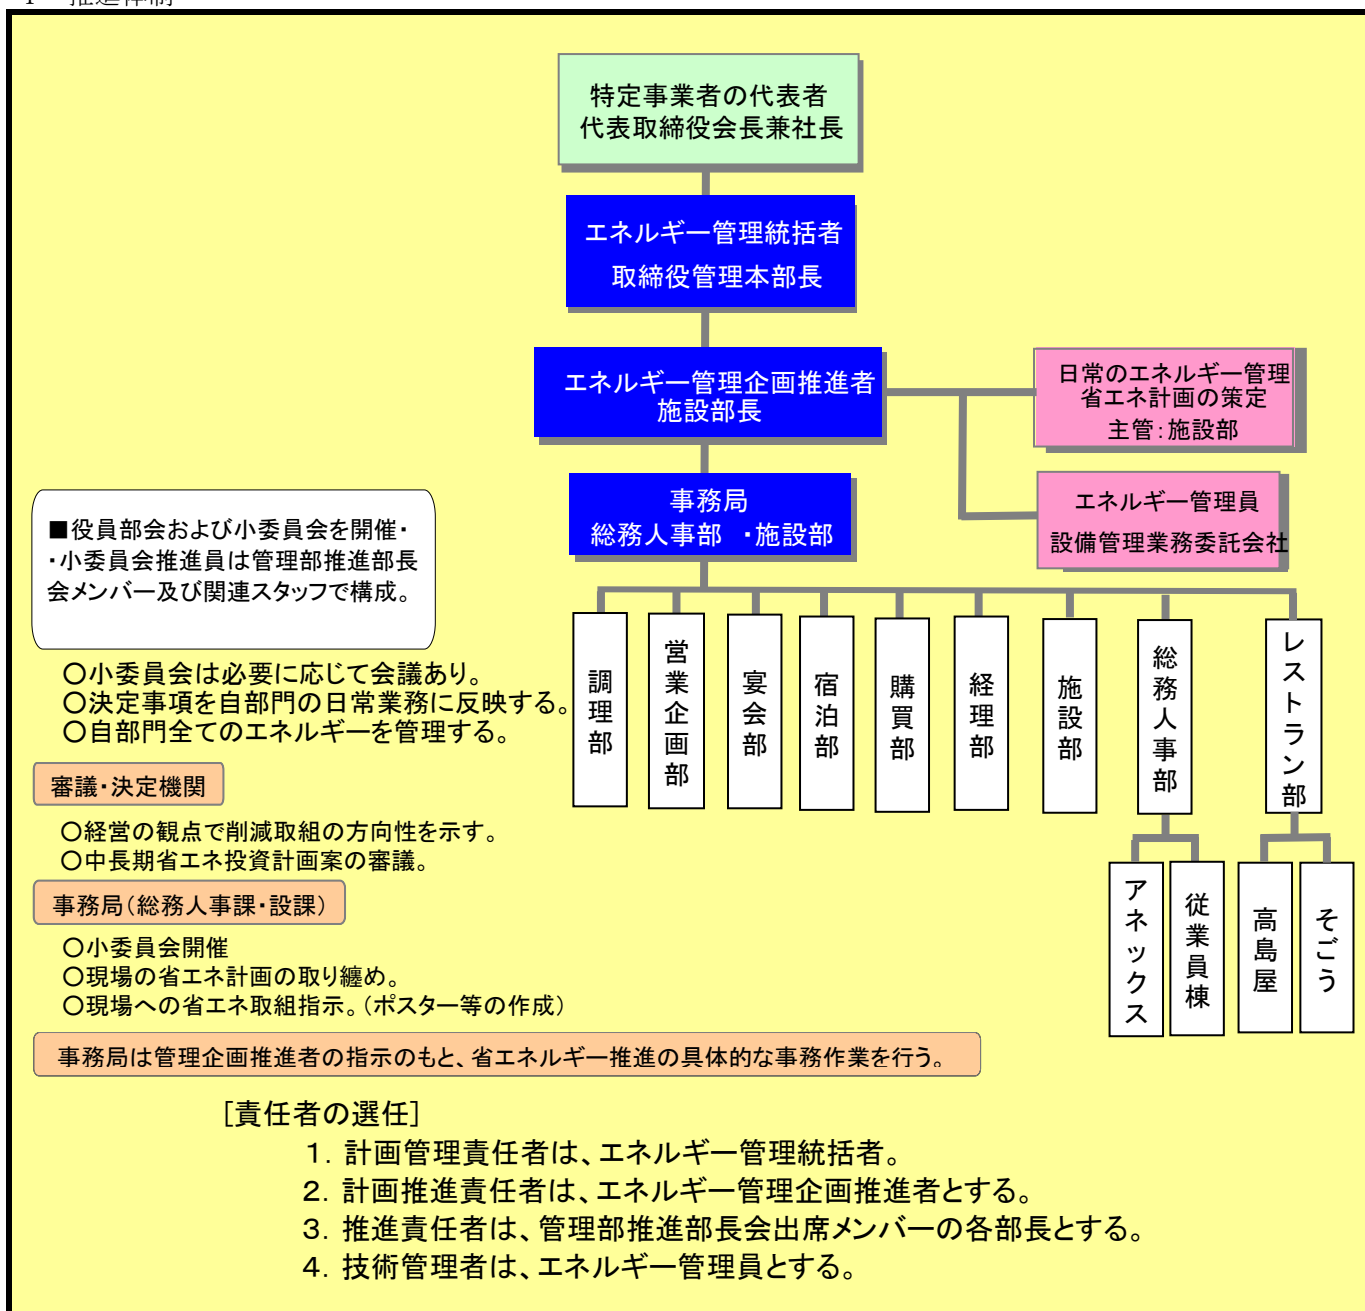 特定事業者の代表者
代表取締役会長兼社長
エネルギー管理統括者
取締役管理本部長
エネルギー管理企画推進者
施設部長
日常のエネルギー管理
省エネ計画の策定
主管:施設部
エネルギー管理員
設備管理業務委託会社
事務局
総務人事部 ・施設部
■役員部会および小委員会を開催・
・小委員会推進員は管理部推進部長
会メンバー及び関連スタッフで構成。
〇小委員会は必要に応じて会議あり。
〇決定事項を自部門の日常業務に反映する。
〇自部門全てのエネルギーを管理する。
調理部
営業企画部
宴会部
宿泊部
購買部
経理部
施設部
総務人事部
レストラン部
アネックス
従業員棟
高島屋
そごう
審議・決定機関
〇経営の観点で削減取組の方向性を示す。
〇中長期省エネ投資計画案の審議。
事務局(総務人事課・設課)
〇小委員会開催
〇現場の省エネ計画の取り纏め。
〇現場への省エネ取組指示。(ポスター等の作成)
事務局は管理企画推進者の指示のもと、省エネルギー推進の具体的な事務作業を行う。
[責任者の選任]
1. 計画管理責任者は、エネルギー管理統括者。
2. 計画推進責任者は、エネルギー管理企画推進者とする。
3. 推進責任者は、管理部推進部長会出席メンバーの各部長とする。
4. 技術管理者は、エネルギー管理員とする。